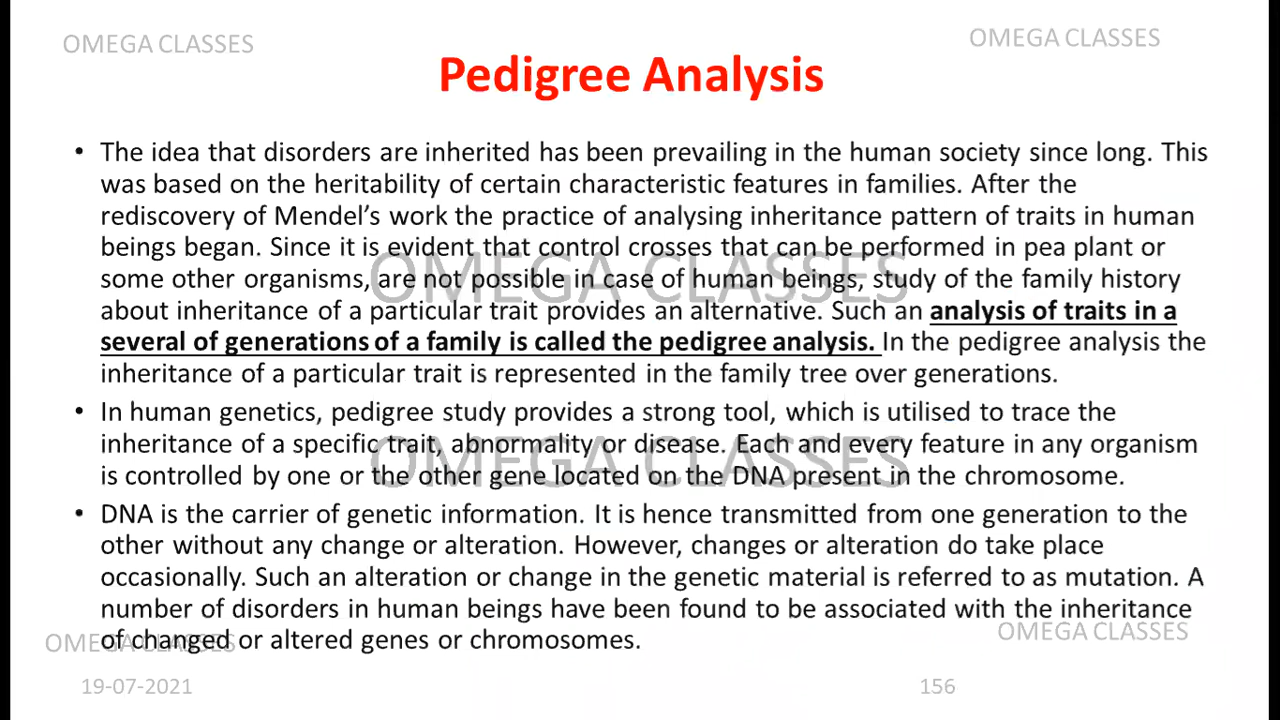 OMEGA CLASSES
OMEGA CLASSES
Pedigree Analysis
• The idea that disorders are inherited has been prevailing in the human society since long. This
was based on the heritability of certain characteristic features in families. After the
rediscovery of Mendel's work the practice of analysing inheritance pattern of traits in human
beings began. Since it is evident that control crosses that can be performed in pea plant or
some other organisms, are not possible in case of human beings, study of the family history
about inheritance of a particular trait provides an alternative. Such an analysis of traits in a
several of generations of a family is called the pedigree analysis. In the pedigree analysis the
inheritance of a particular trait is represented in the family tree over generations.
OMEGA CLASSES
• In human genetics, pedigree study provides a strong tool, which is utilised to trace the
inheritance of a specific trait, abnormality or disease. Each and every feature in any organism
is controlled by one or the other gene located on the DNA present in the chromosome.
OMEGA CLASSES
• DNA is the carrier of genetic information. It is hence transmitted from one generation to the
other without any change or alteration. However, changes or alteration do take place
occasionally. Such an alteration or change in the genetic material is referred to as mutation. A
number of disorders in human beings have been found to be associated with the inheritance
of changed or altered genes or chromosomes.
OMEGA CLASSES
OMEGA CLASSES
19-07-2021
156